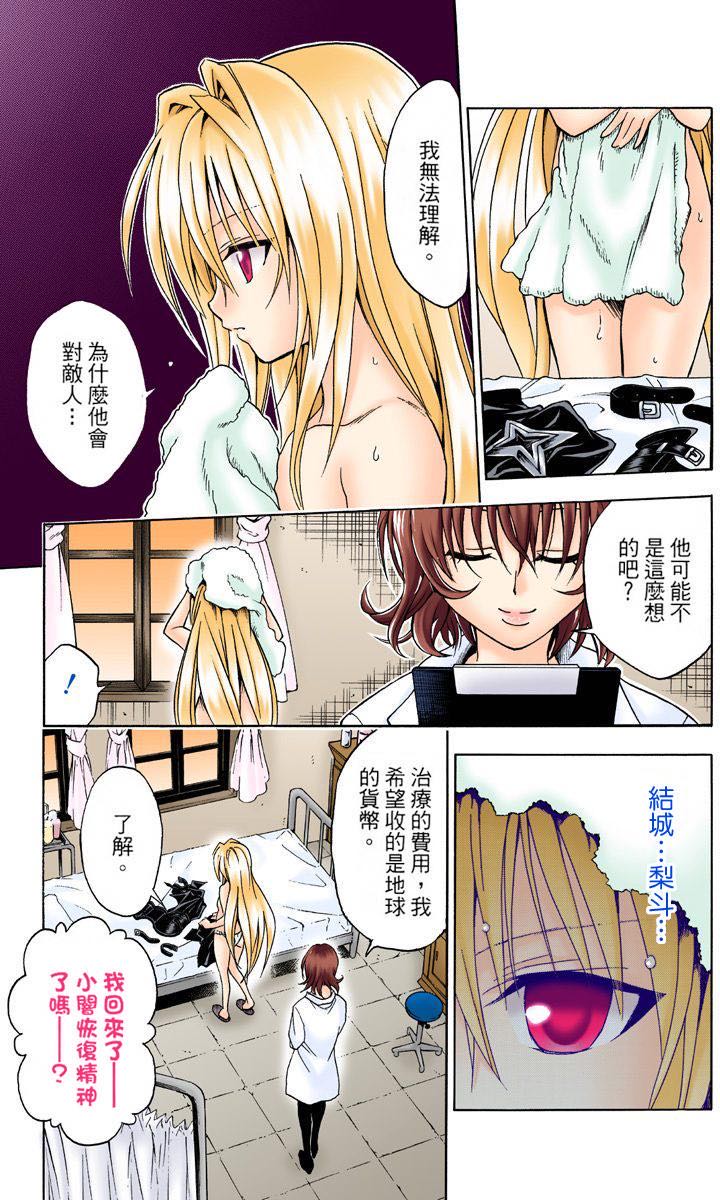 我無法理解。
為什麼他會
對敵人…
他可能不
是這麼想
的吧?
!
結城…梨斗…
治療的費用，我
希望收的是地球
的貨幣。
了解。
我回來了——
小闇恢復精神
了嗎——?